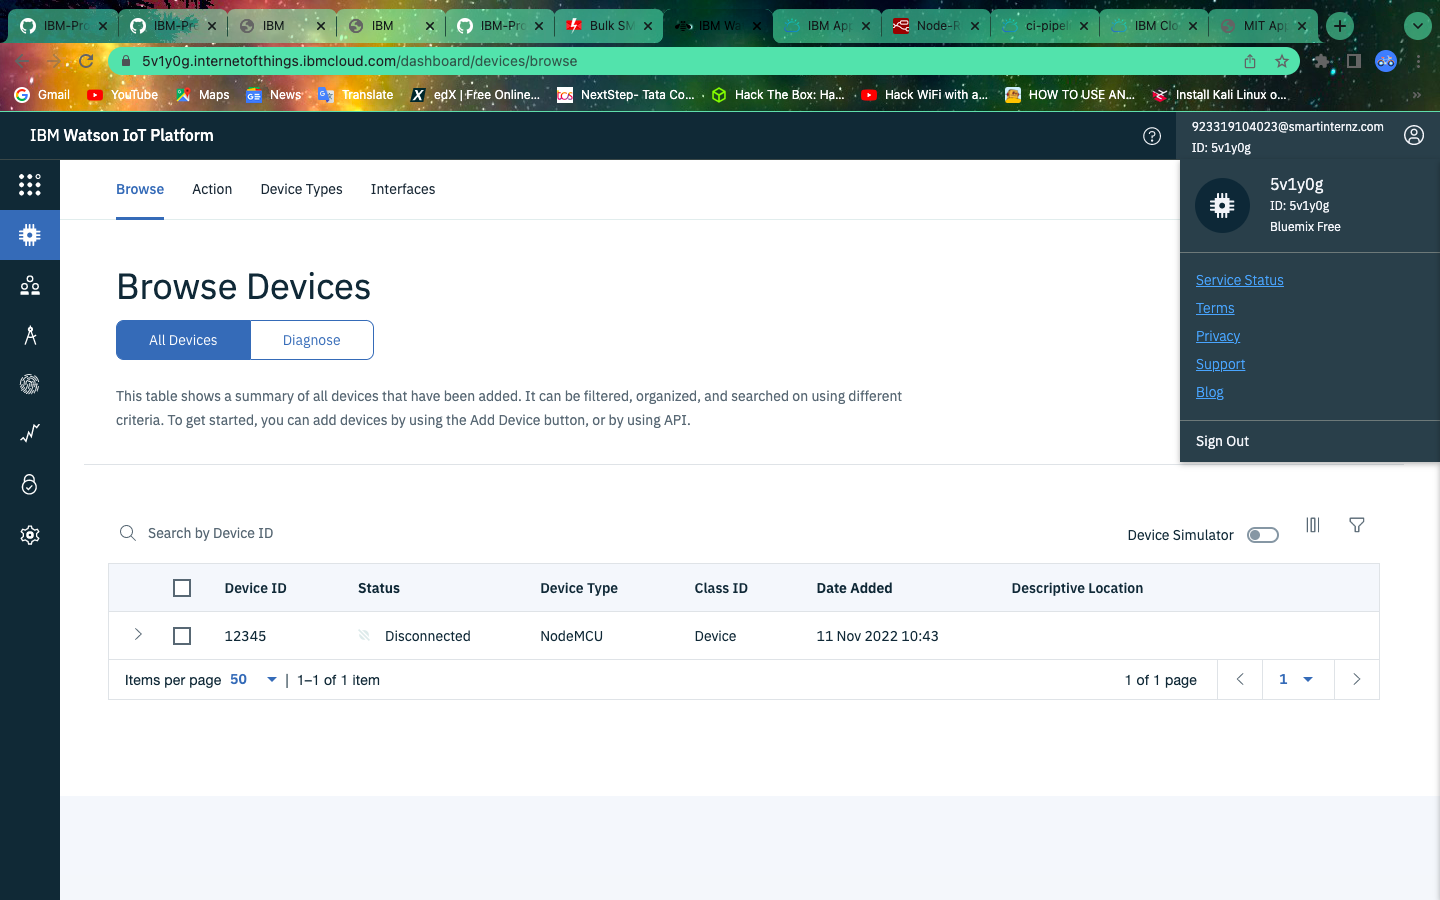 IBM-Pro
IBM-Pro
IBM
IBM
IBM-Pro
Bulk SM
IBM Wa
IBM App
Node-R
ci-pipel
IBM Clo
MIT App
5v1y0g.internetofthings.ibmcloud.com/dashboard/devices/browse
Gmail
YouTube
Maps
News
Translate
edX | Free Online...
NextStep- Tata Co...
Hack The Box: Ha...
Hack WiFi with a...
HOW TO USE AN...
Install Kali Linux o...
IBM Watson IoT Platform
923319104023@smartinternz.com
ID: 5v1y0g
5v1y0g
ID: 5v1y0g
Bluemix Free
Service Status
Terms
Privacy
Support
Blog
Sign Out
Browse
Action
Device Types
Interfaces
Browse Devices
All Devices
Diagnose
This table shows a summary of all devices that have been added. It can be filtered, organized, and searched on using different
criteria. To get started, you can add devices by using the Add Device button, or by using API.
Search by Device ID
Device Simulator
Device ID Status Device Type Class ID Date Added Descriptive Location
12345 Disconnected NodeMCU Device 11 Nov 2022 10:43
Items per page 50 | 1–1 of 1 item 1 of 1 page 1